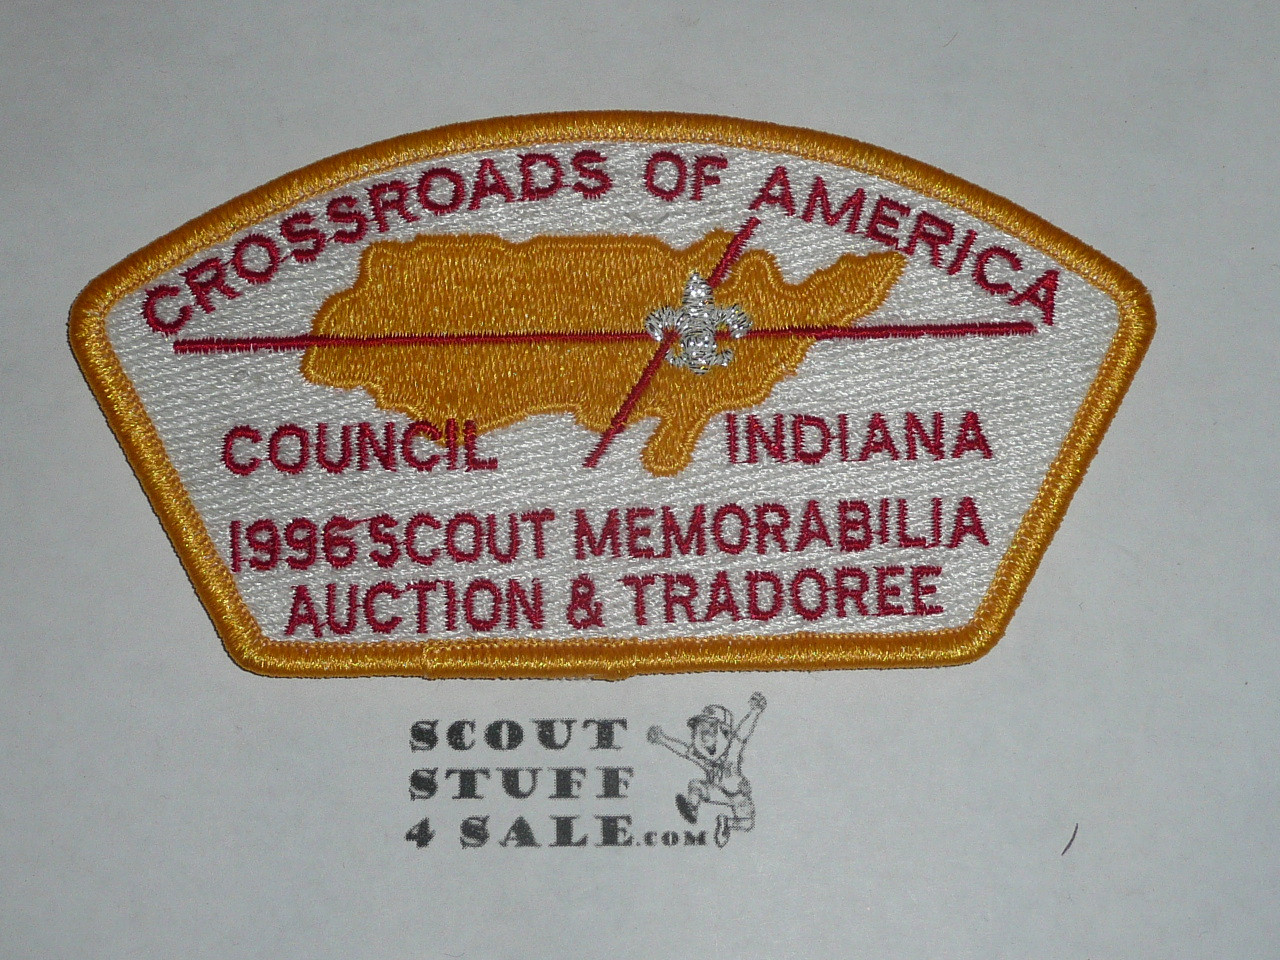 CROSSROADS OF AMERICA
COUNCIL INDIANA
1996 SCOUT MEMORABILIA
AUCTION & TRADOREE
SCOUT
STUFF
4 SALE.COM